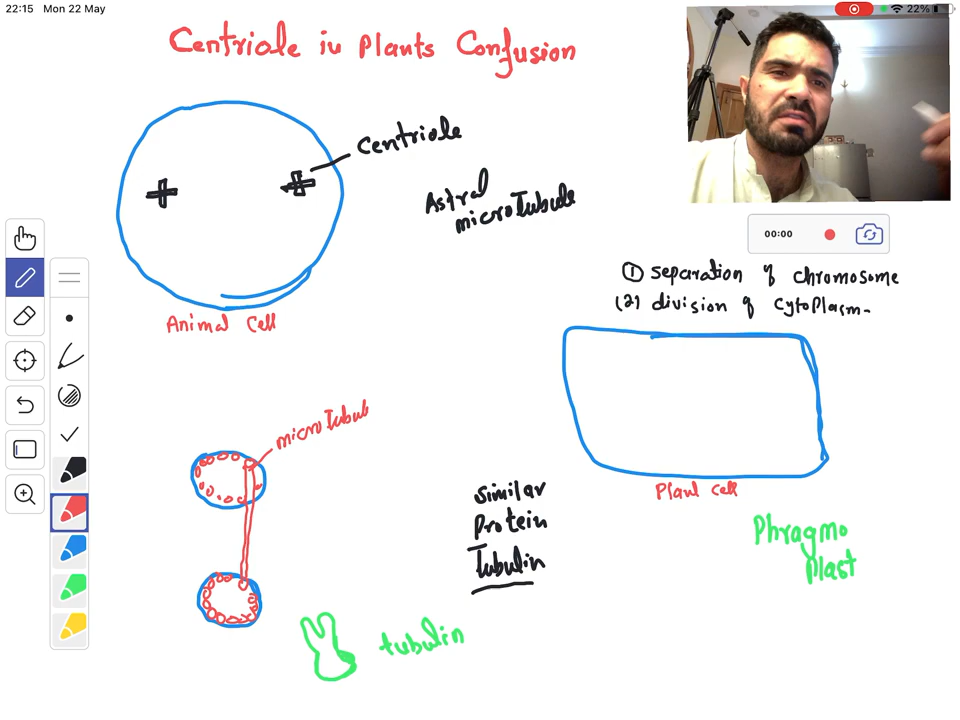 22:15 Mon 22 May
22%
Centriole in Plants Confusion
Centriole
Astral
microTubule
00:00
① separation of chromosome
(2) division of cytoplasm-
Animal Cell
microTubul
Plant Cell
similar
Protein
Tubulin
Phragmo
Plast
tubulin